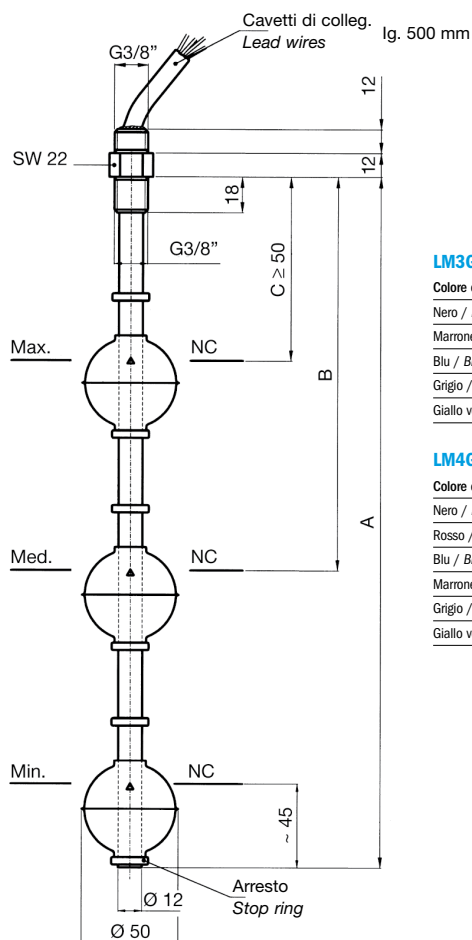 Cavetti di colleg.
Lead wires
lg. 500 mm
G3/8”
12
SW 22
12
18
G3/8”
C ≥ 50
Max.
NC
B
A
Med.
NC
Min.
NC
~ 45
Arresto
Stop ring
Ø 12
Ø 50
LM3G
Colore
Nero /
Marrone
Blu /
Grigio /
Giallo
LM4G
Colore
Nero /
Rosso /
Blu /
Marrone
Grigio /
Giallo